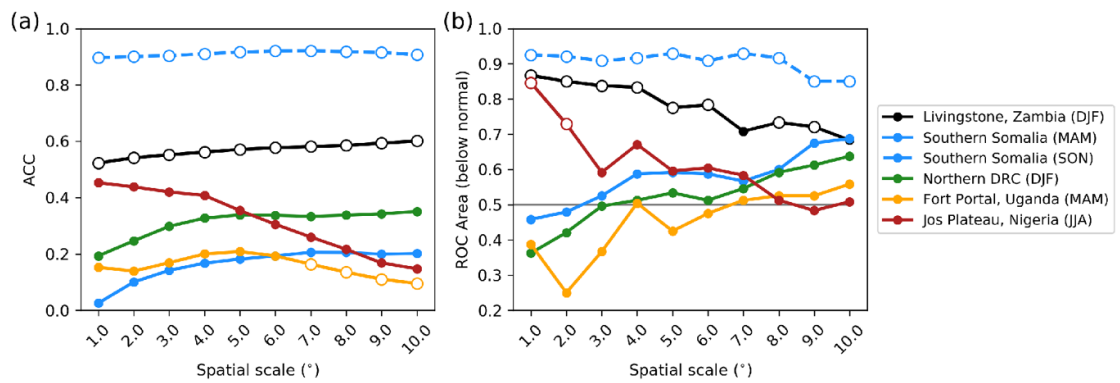 (a)
1.0
0.8
0.6
0.4
0.2
0.0
ACC
1.0 2.0 3.0 4.0 5.0 6.0 7.0 8.0 9.0 10.0
Spatial scale (°)
(b)
1.0
0.9
0.8
0.7
0.6
0.5
0.4
0.3
0.2
ROC Area (below normal)
1.0 2.0 3.0 4.0 5.0 6.0 7.0 8.0 9.0 10.0
Spatial scale (°)
Livingstone, Zambia (DJF)
Southern Somalia (MAM)
Southern Somalia (SON)
Northern DRC (DJF)
Fort Portal, Uganda (MAM)
Jos Plateau, Nigeria (JJA)